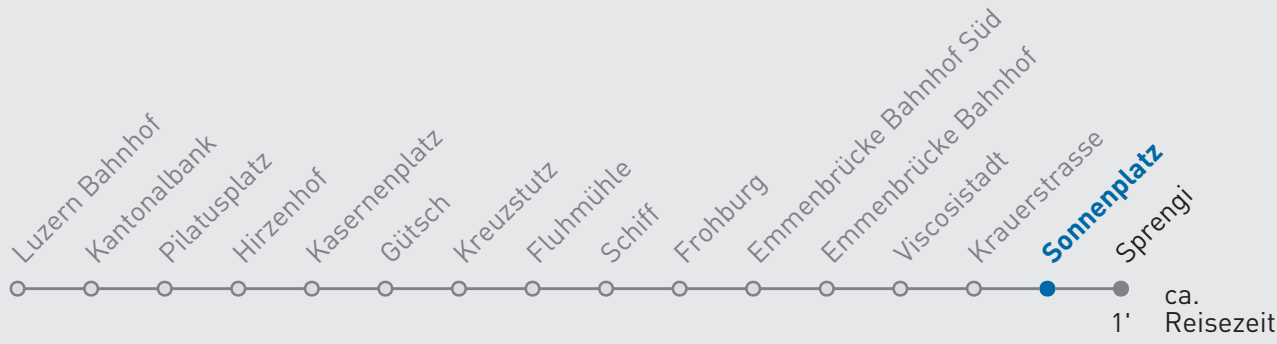 Luzern Bahnhof
Kantonalbank
Pilatusplatz
Hirzenhof
Kasernenplatz
Gütsch
Kreuzstutz
Fluhmühle
Schiff
Frohburg
Emmenbrücke Bahnhof Süd
Emmenbrücke Bahnhof
Viscosistadt
Krauerstrasse
Sonnenplatz
Sprengi
ca.
1' Reisezeit